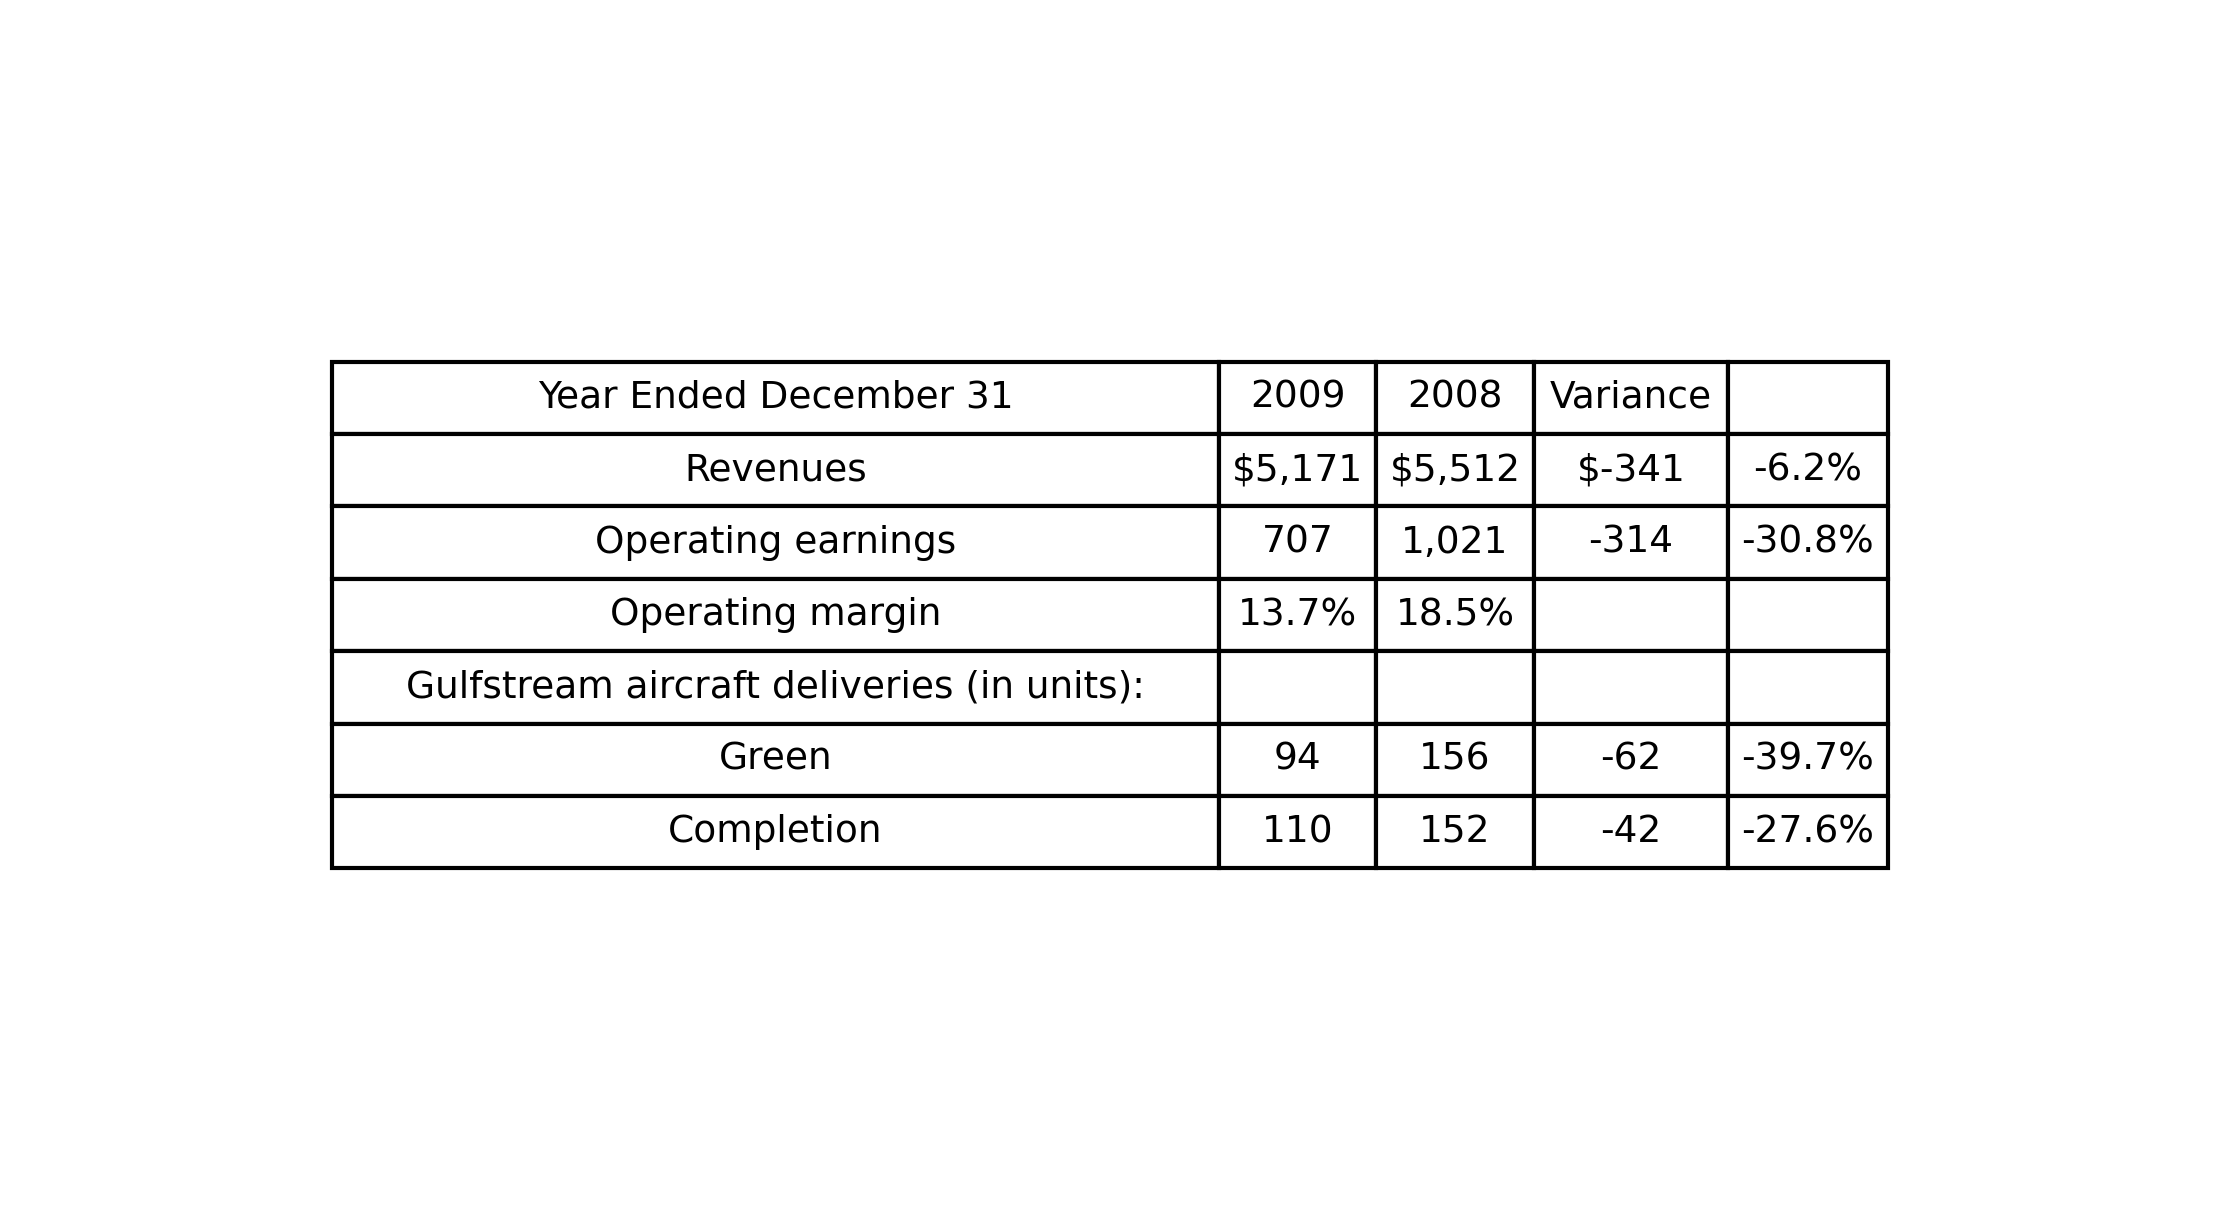 Year Ended December 31 2009 2008 Variance
Revenues $5,171 $5,512 $-341 -6.2%
Operating earnings 707 1,021 -314 -30.8%
Operating margin 13.7% 18.5%
Gulfstream aircraft deliveries (in units):
Green 94 156 -62 -39.7%
Completion 110 152 -42 -27.6%